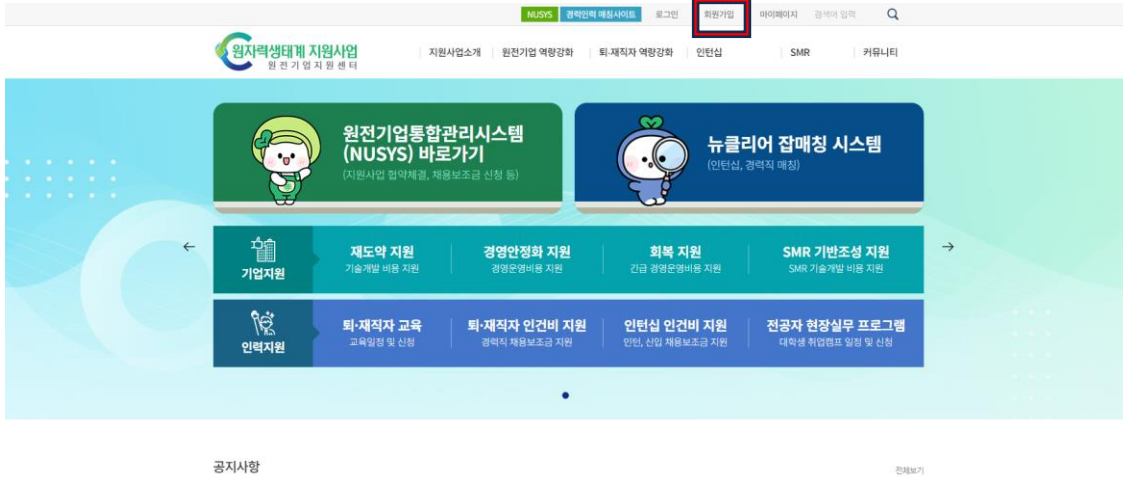 NUSYS 경력인력 매칭사이트 로그인 회원가입 마이페이지 검색어 입력
원자력생태계 지원사업
원전기업지원센터
지원사업소개 원전기업 역량강화 퇴·재직자 역량강화 인턴십 SMR 커뮤니티
원전기업통합관리시스템
(NUSYS) 바로가기
(지원사업 협약체결, 채용보조금 신청 등)
뉴클리어 잡매칭 시스템
(인턴십, 경력직 매칭)
기업지원
재도약 지원 경영안정화 지원 회복 지원 SMR 기반조성 지원
기술개발 비용 지원 경영운영비용 지원 긴급 경영운영비용 지원 SMR 기술개발 비용 지원
인력지원
퇴·재직자 교육 퇴·재직자 인건비 지원 인턴십 인건비 지원 전공자 현장실무 프로그램
교육일정 및 신청 경력직 채용보조금 지원 인턴, 신입 채용보조금 지원 대학생 취업캠프 일정 및 신청
공지사항 전체보기